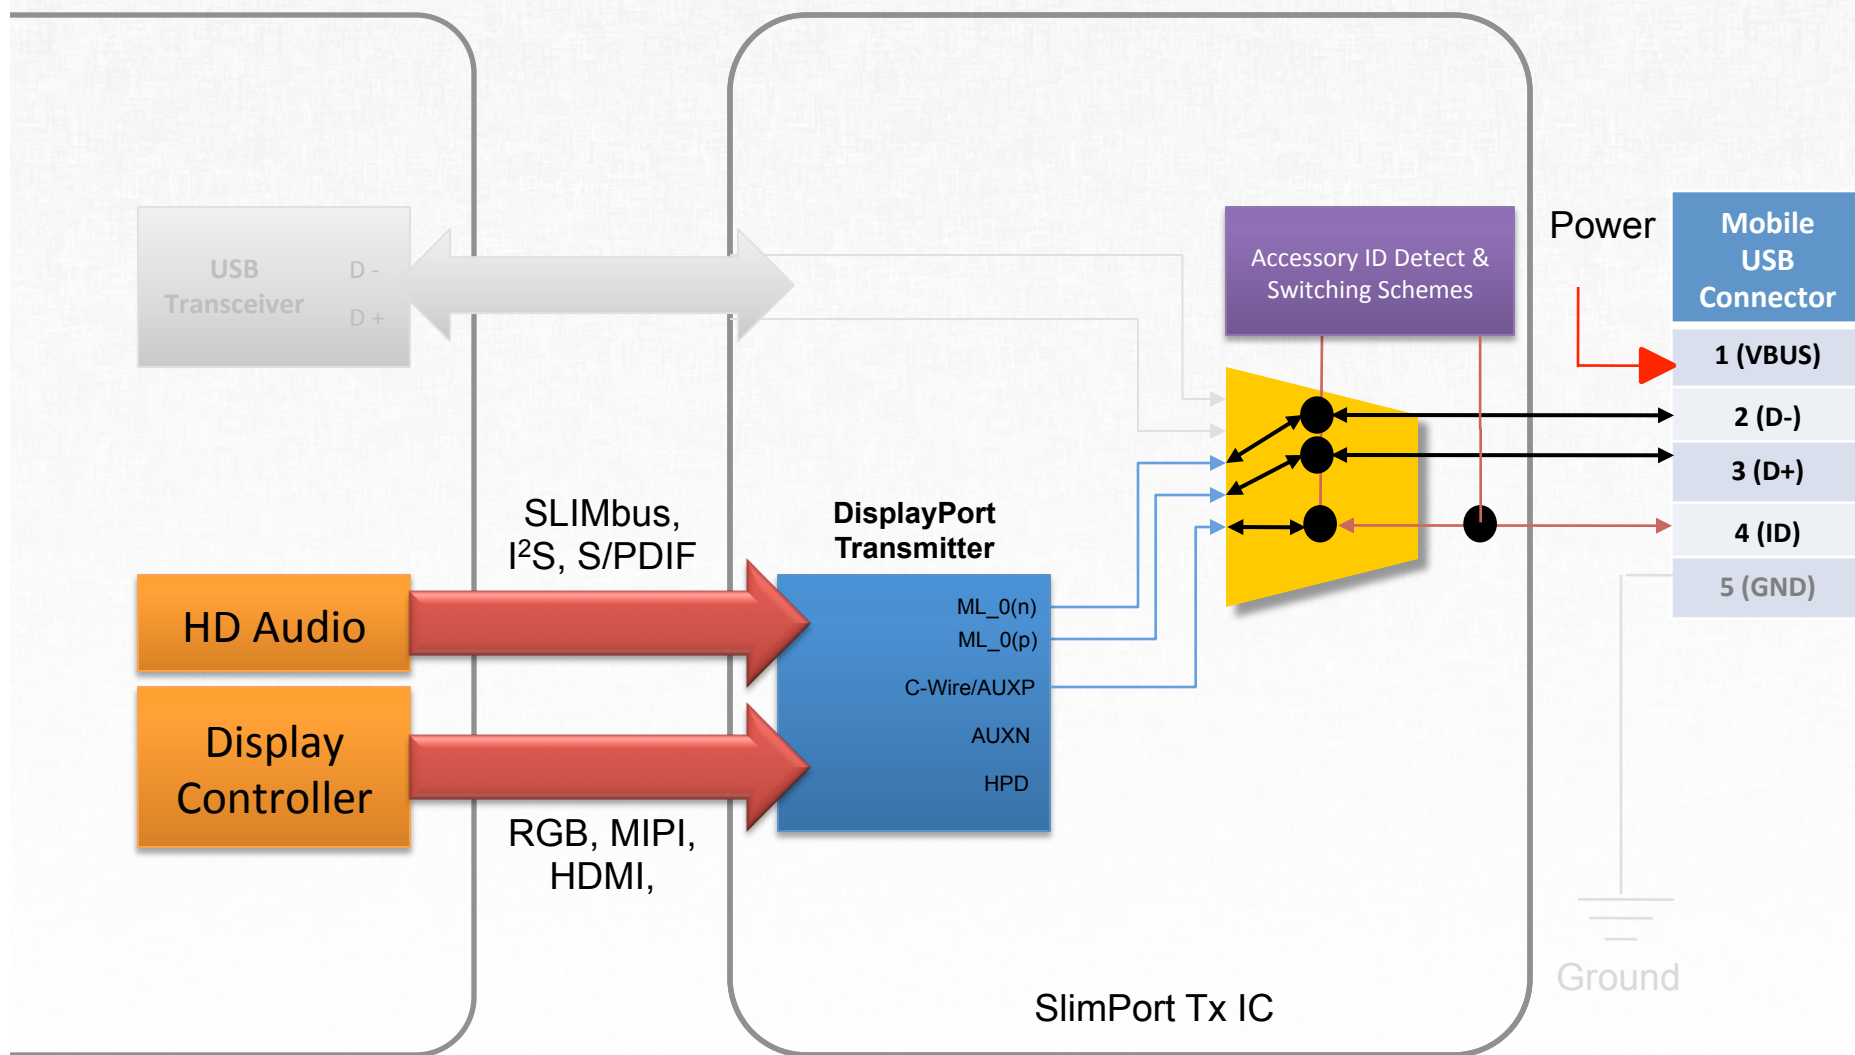 USB
Transceiver
D -
D +
Accessory ID Detect &
Switching Schemes
Power
Mobile
USB
Connector
1 (VBUS)
2 (D-)
3 (D+)
4 (ID)
5 (GND)
SLIMbus,
I²S, S/PDIF
DisplayPort
Transmitter
HD Audio
ML_0(n)
ML_0(p)
C-Wire/AUXP
AUXN
HPD
Display
Controller
RGB, MIPI,
HDMI,
Ground
SlimPort Tx IC